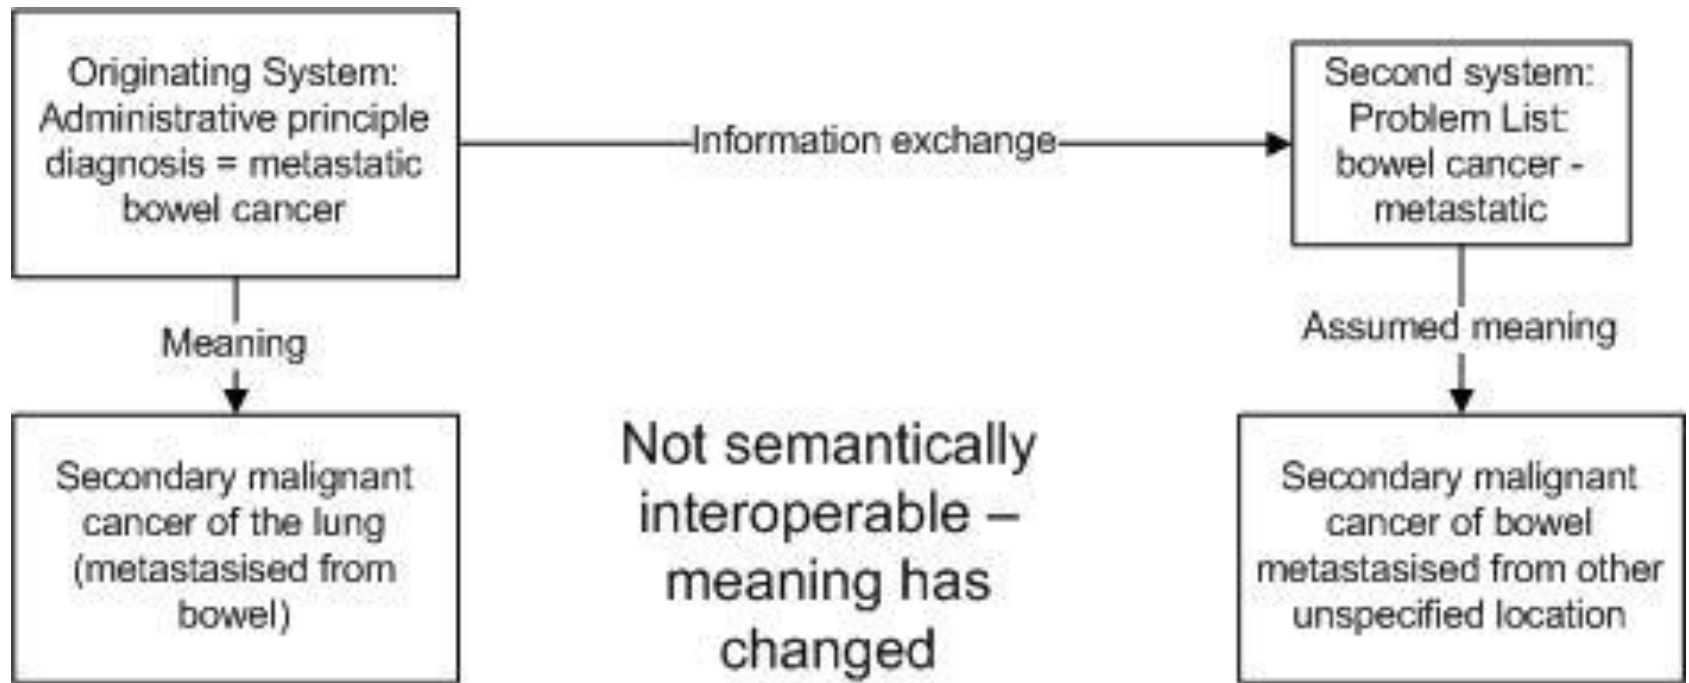 Originating System:
Administrative principle
diagnosis = metastatic
bowel cancer
Information exchange
Second system:
Problem List:
bowel cancer -
metastatic
Meaning
Assumed meaning
Secondary malignant
cancer of the lung
(metastasised from
bowel)
Not semantically
interoperable –
meaning has
changed
Secondary malignant
cancer of bowel
metastasised from other
unspecified location